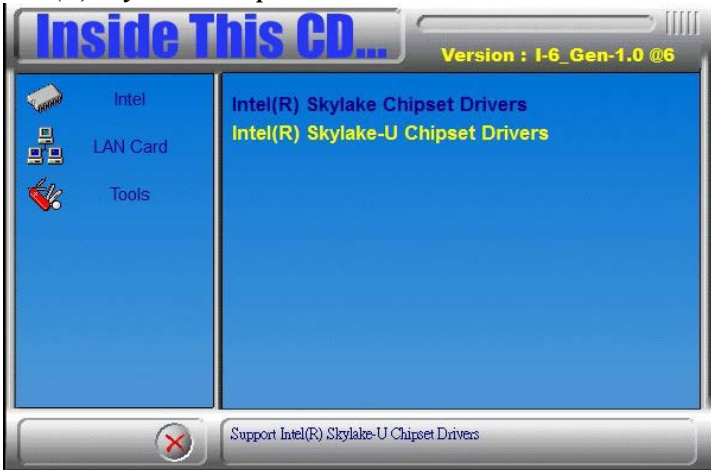 Inside This CD...
Version : I-6_Gen-1.0 @6
Intel
LAN Card
Tools
Intel(R) Skylake Chipset Drivers
Intel(R) Skylake-U Chipset Drivers
Support Intel(R) Skylake-U Chipset Drivers